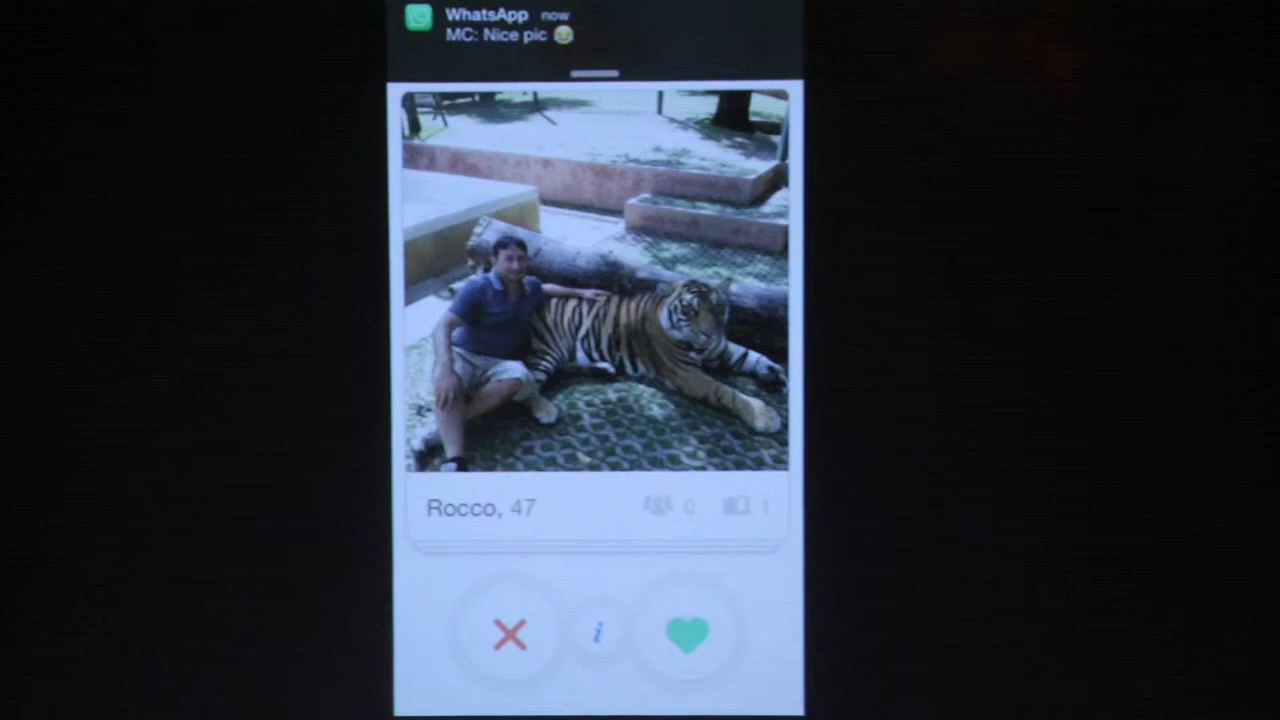 WhatsApp now
MC: Nice pic 😂
Rocco, 47
0
1
i